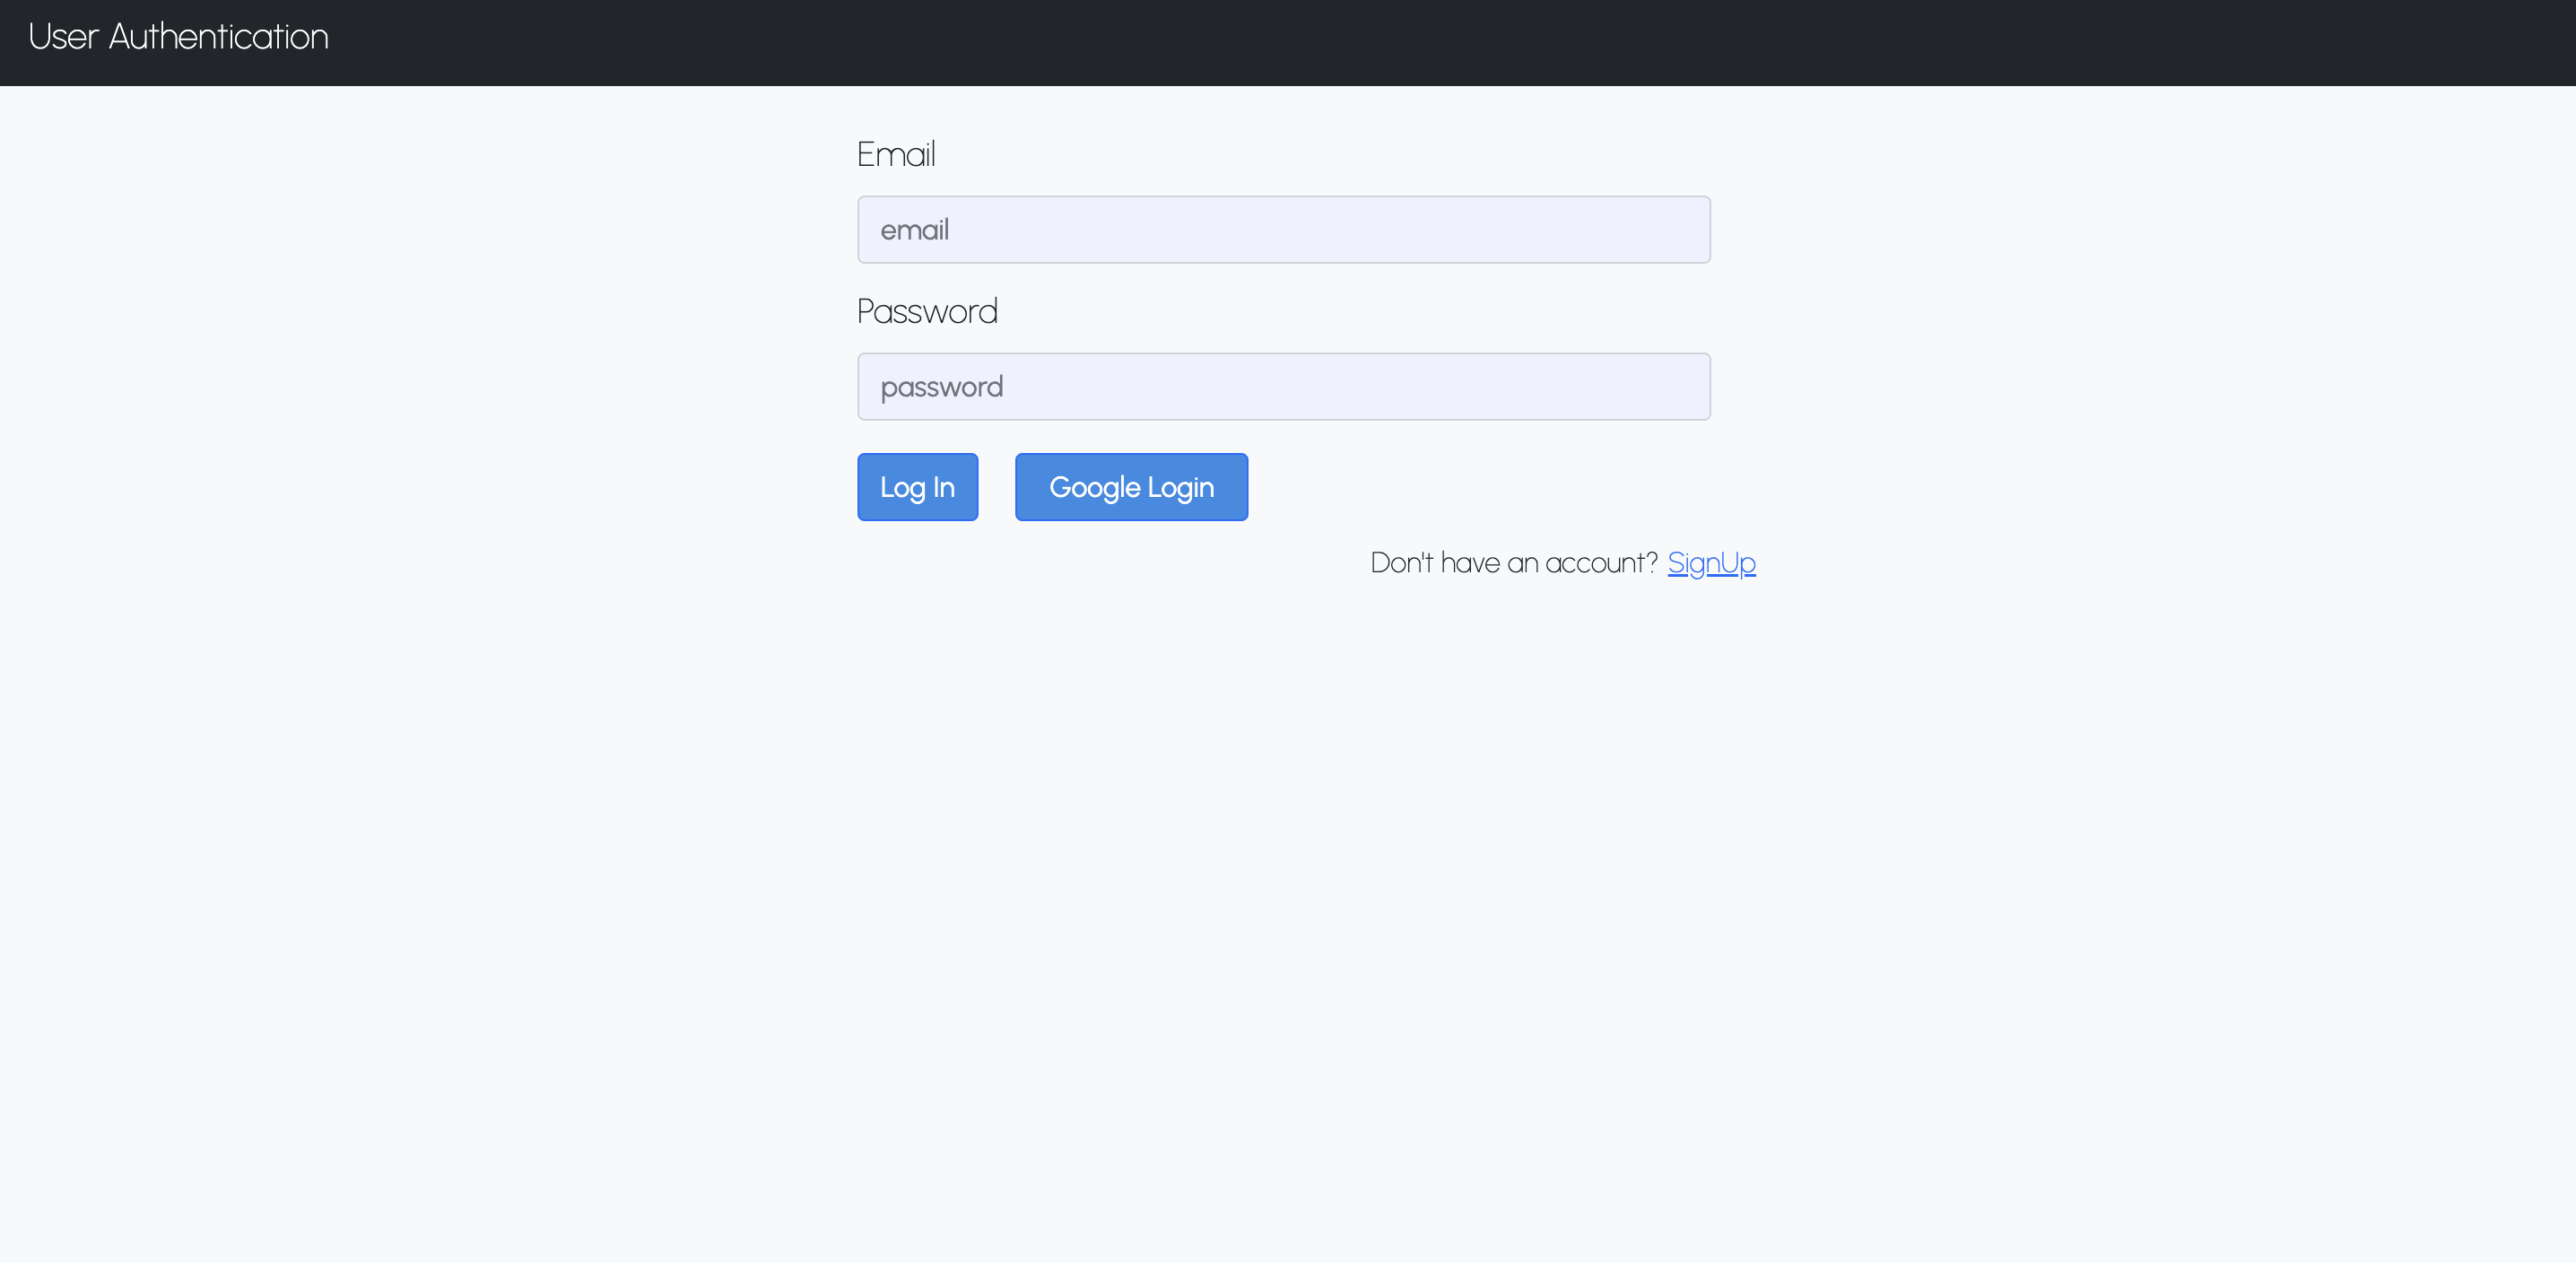 User Authentication
Email
email
Password
password
Log In Google Login
Don't have an account? SignUp